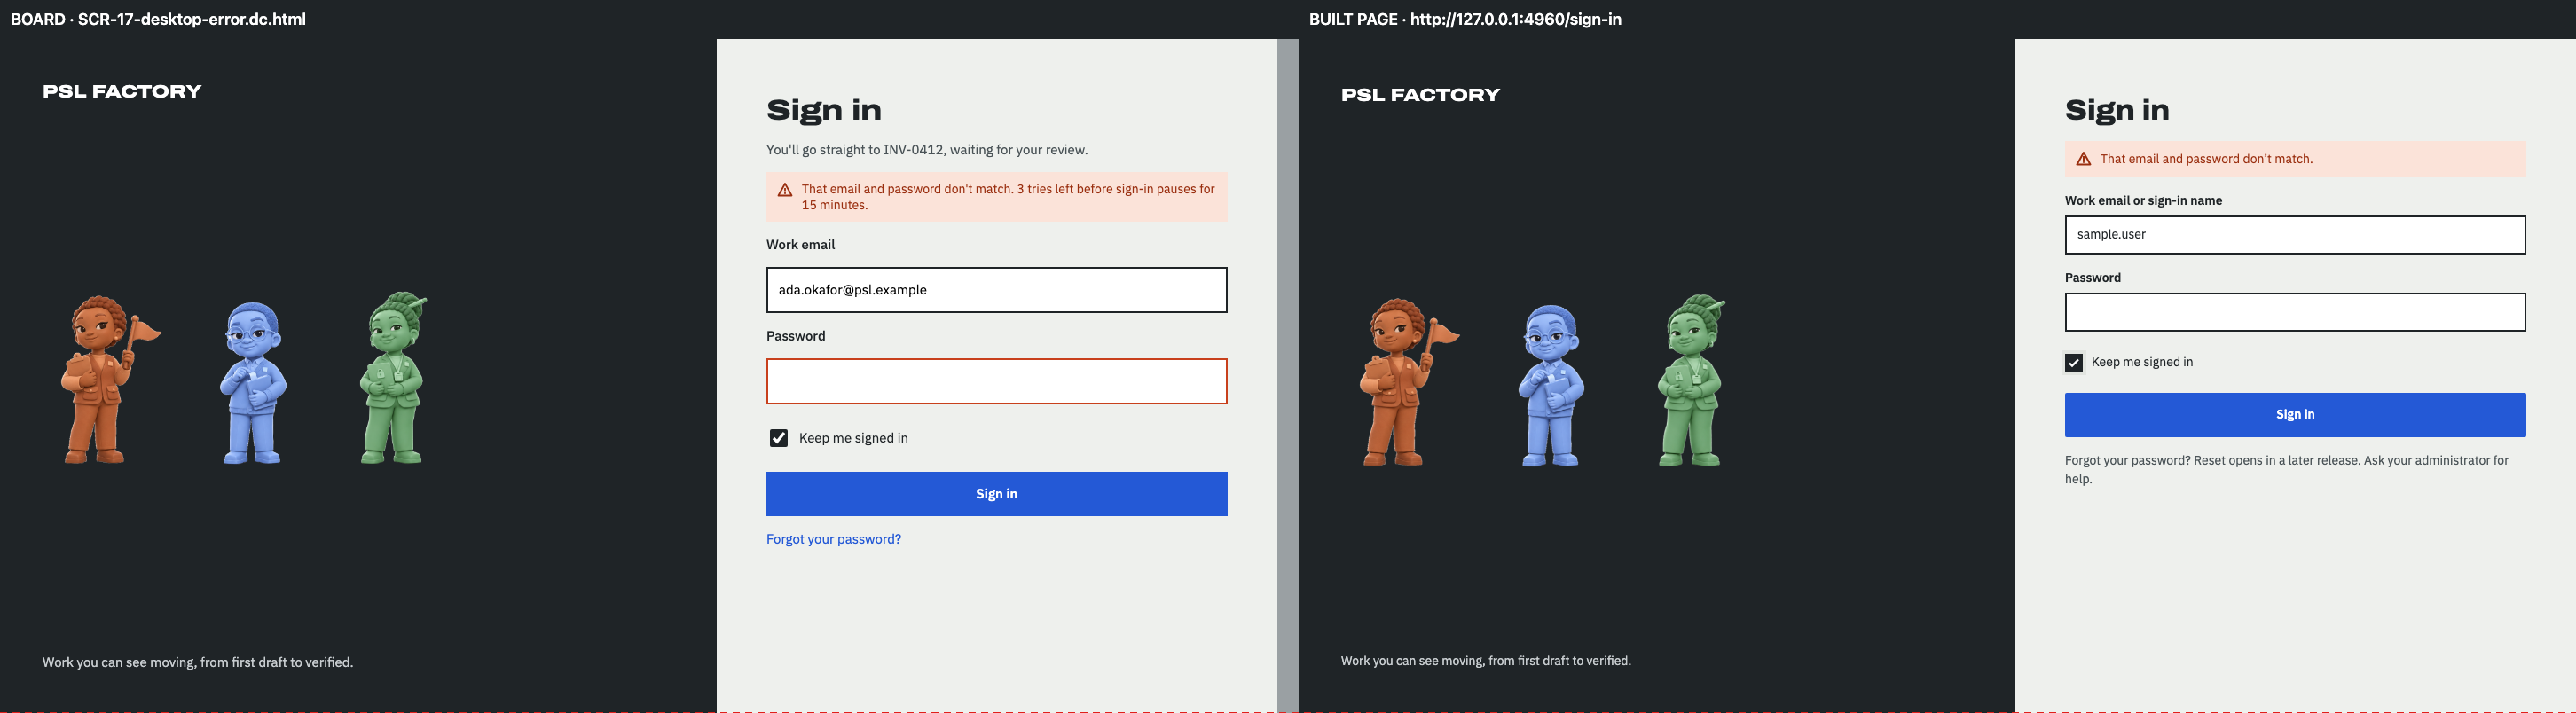 BOARD · SCR-17-desktop-error.dc.html
PSL FACTORY
Sign in
You'll go straight to INV-0412, waiting for your review.
That email and password don't match. 3 tries left before sign-in pauses for
15 minutes.
Work email
ada.okafor@psl.example
Password
Keep me signed in
Sign in
Forgot your password?
Work you can see moving, from first draft to verified.
BUILT PAGE · http://127.0.0.1:4960/sign-in
PSL FACTORY
Sign in
That email and password don’t match.
Work email or sign-in name
sample.user
Password
Keep me signed in
Sign in
Forgot your password? Reset opens in a later release. Ask your administrator for
help.
Work you can see moving, from first draft to verified.